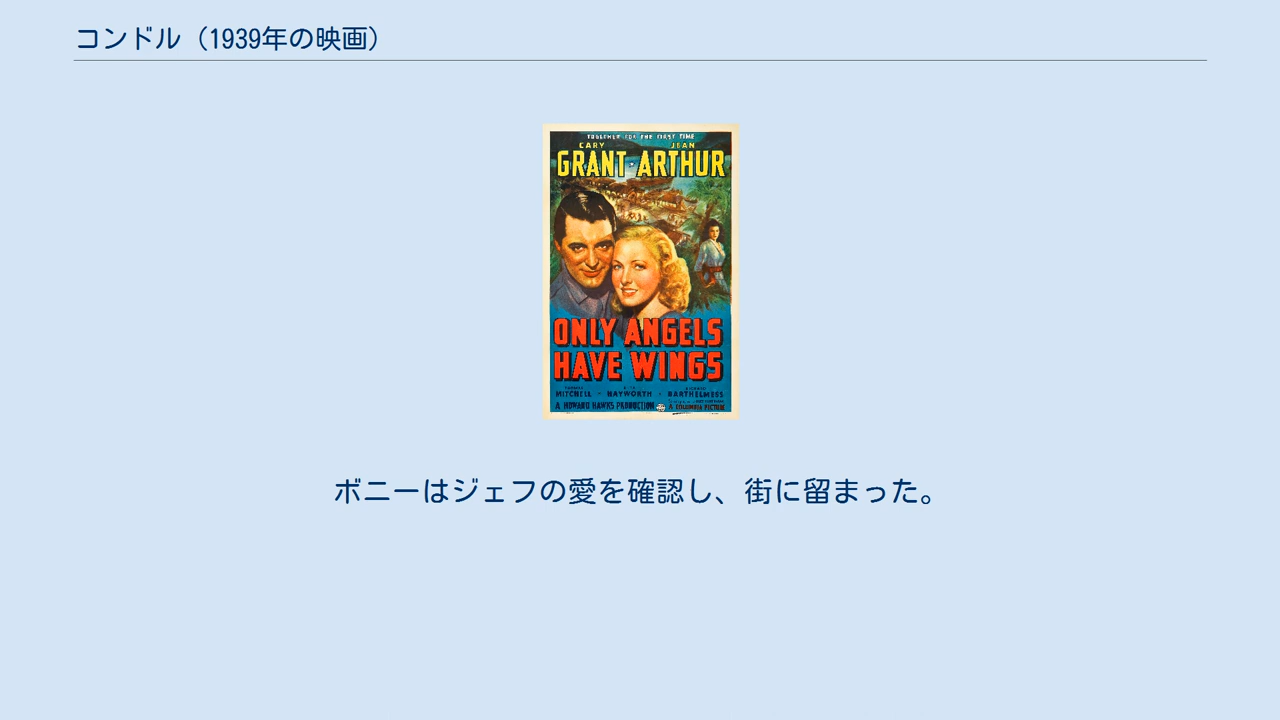 コンドル（1939年の映画）
TOGETHER FOR THE FIRST TIME
CARY JEAN
GRANT · ARTHUR
ONLY ANGELS
HAVE WINGS
MITCHELL · HAYWORTH · BARTHELMESS
A HOWARD HAWKS PRODUCTION A COLUMBIA PICTURE
ボニーはジェフの愛を確認し、街に留まった。